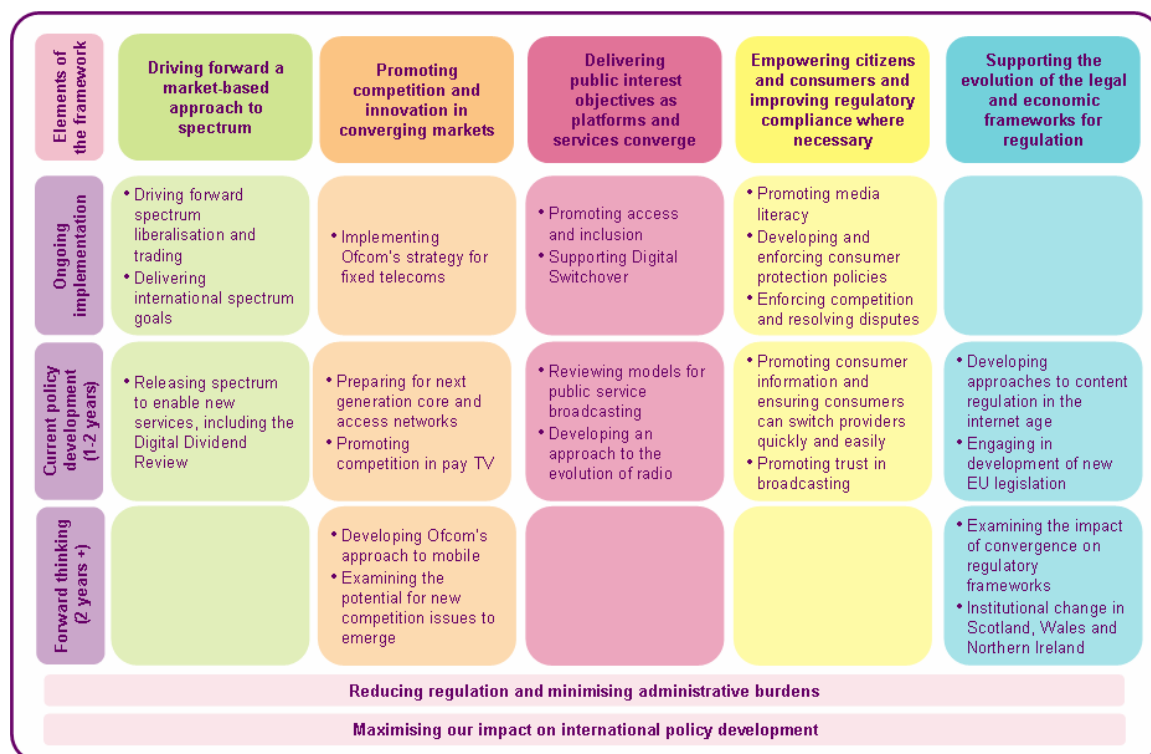 Elements of
the framework
Driving forward a
market-based
approach to
spectrum
Promoting
competition and
innovation in
converging markets
Delivering
public interest
objectives as
platforms and
services converge
Empowering citizens
and consumers and
improving regulatory
compliance where
necessary
Supporting the
evolution of the legal
and economic
frameworks for
regulation
Ongoing
implementation
• Driving forward
spectrum
liberalisation and
trading
• Delivering
international spectrum
goals
• Implementing
Ofcom's strategy for
fixed telecoms
• Promoting access
and inclusion
• Supporting Digital
Switchover
• Promoting media
literacy
• Developing and
enforcing consumer
protection policies
• Enforcing competition
and resolving disputes
Current policy
development
(1-2 years)
• Releasing spectrum
to enable new
services, including the
Digital Dividend
Review
• Preparing for next
generation core and
access networks
• Promoting
competition in pay TV
• Reviewing models for
public service
broadcasting
• Developing an
approach to the
evolution of radio
• Promoting consumer
information and
ensuring consumers
can switch providers
quickly and easily
• Promoting trust in
broadcasting
• Developing
approaches to content
regulation in the
internet age
• Engaging in
development of new
EU legislation
Forward thinking
(2 years +)
• Developing Ofcom's
approach to mobile
• Examining the
potential for new
competition issues to
emerge
• Examining the impact
of convergence on
regulatory
frameworks
• Institutional change in
Scotland, Wales and
Northern Ireland
Reducing regulation and minimising administrative burdens
Maximising our impact on international policy development